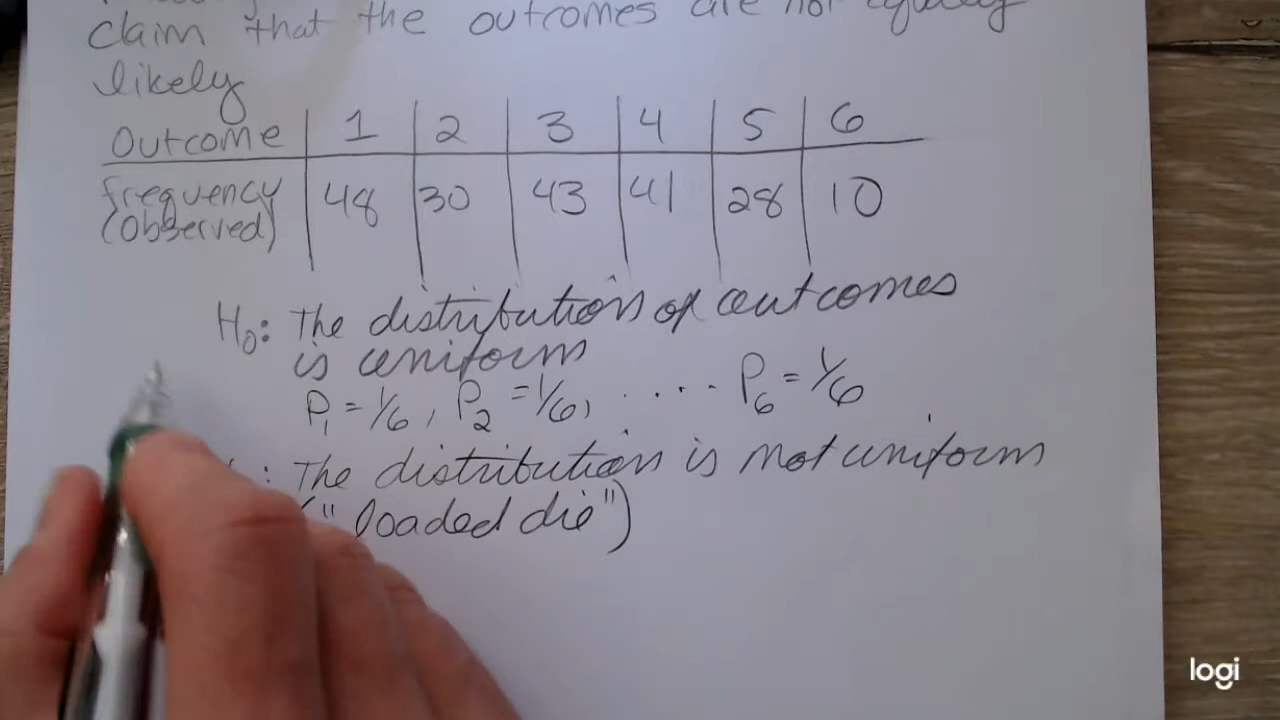 claim that the outcomes are not equally
likely
Outcome 1 2 3 4 5 6
frequency 48 30 43 41 28 10
(Observed)
H0: The distribution of outcomes
is uniform
P1 = 1/6, P2 = 1/6, ..... P6 = 1/6
: The distribution is not uniform
("loaded die")
logi